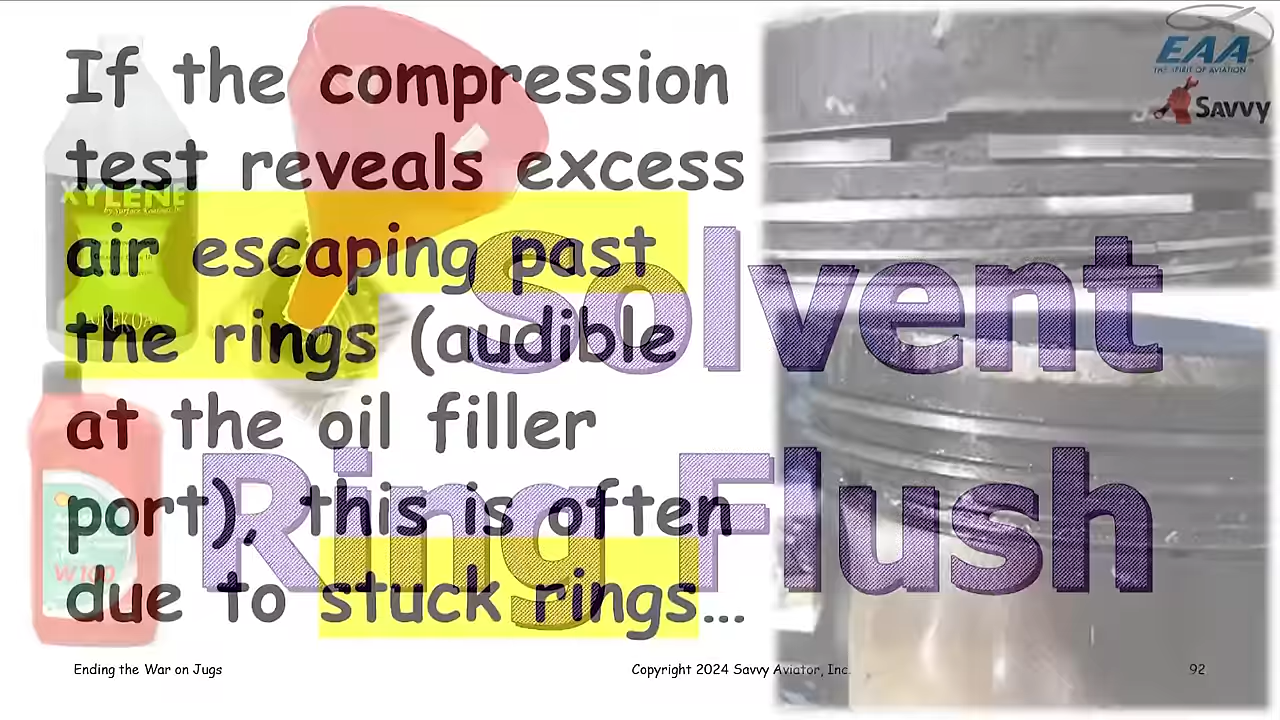 EAA
THE SPIRIT OF AVIATION
SAVVY
If the compression
test reveals excess
air escaping past
the rings (audible
at the oil filler
port), this is often
due to stuck rings...
Solvent
Ring Flush
XYLENE
W100
Ending the War on Jugs
Copyright 2024 Savvy Aviator, Inc.
92